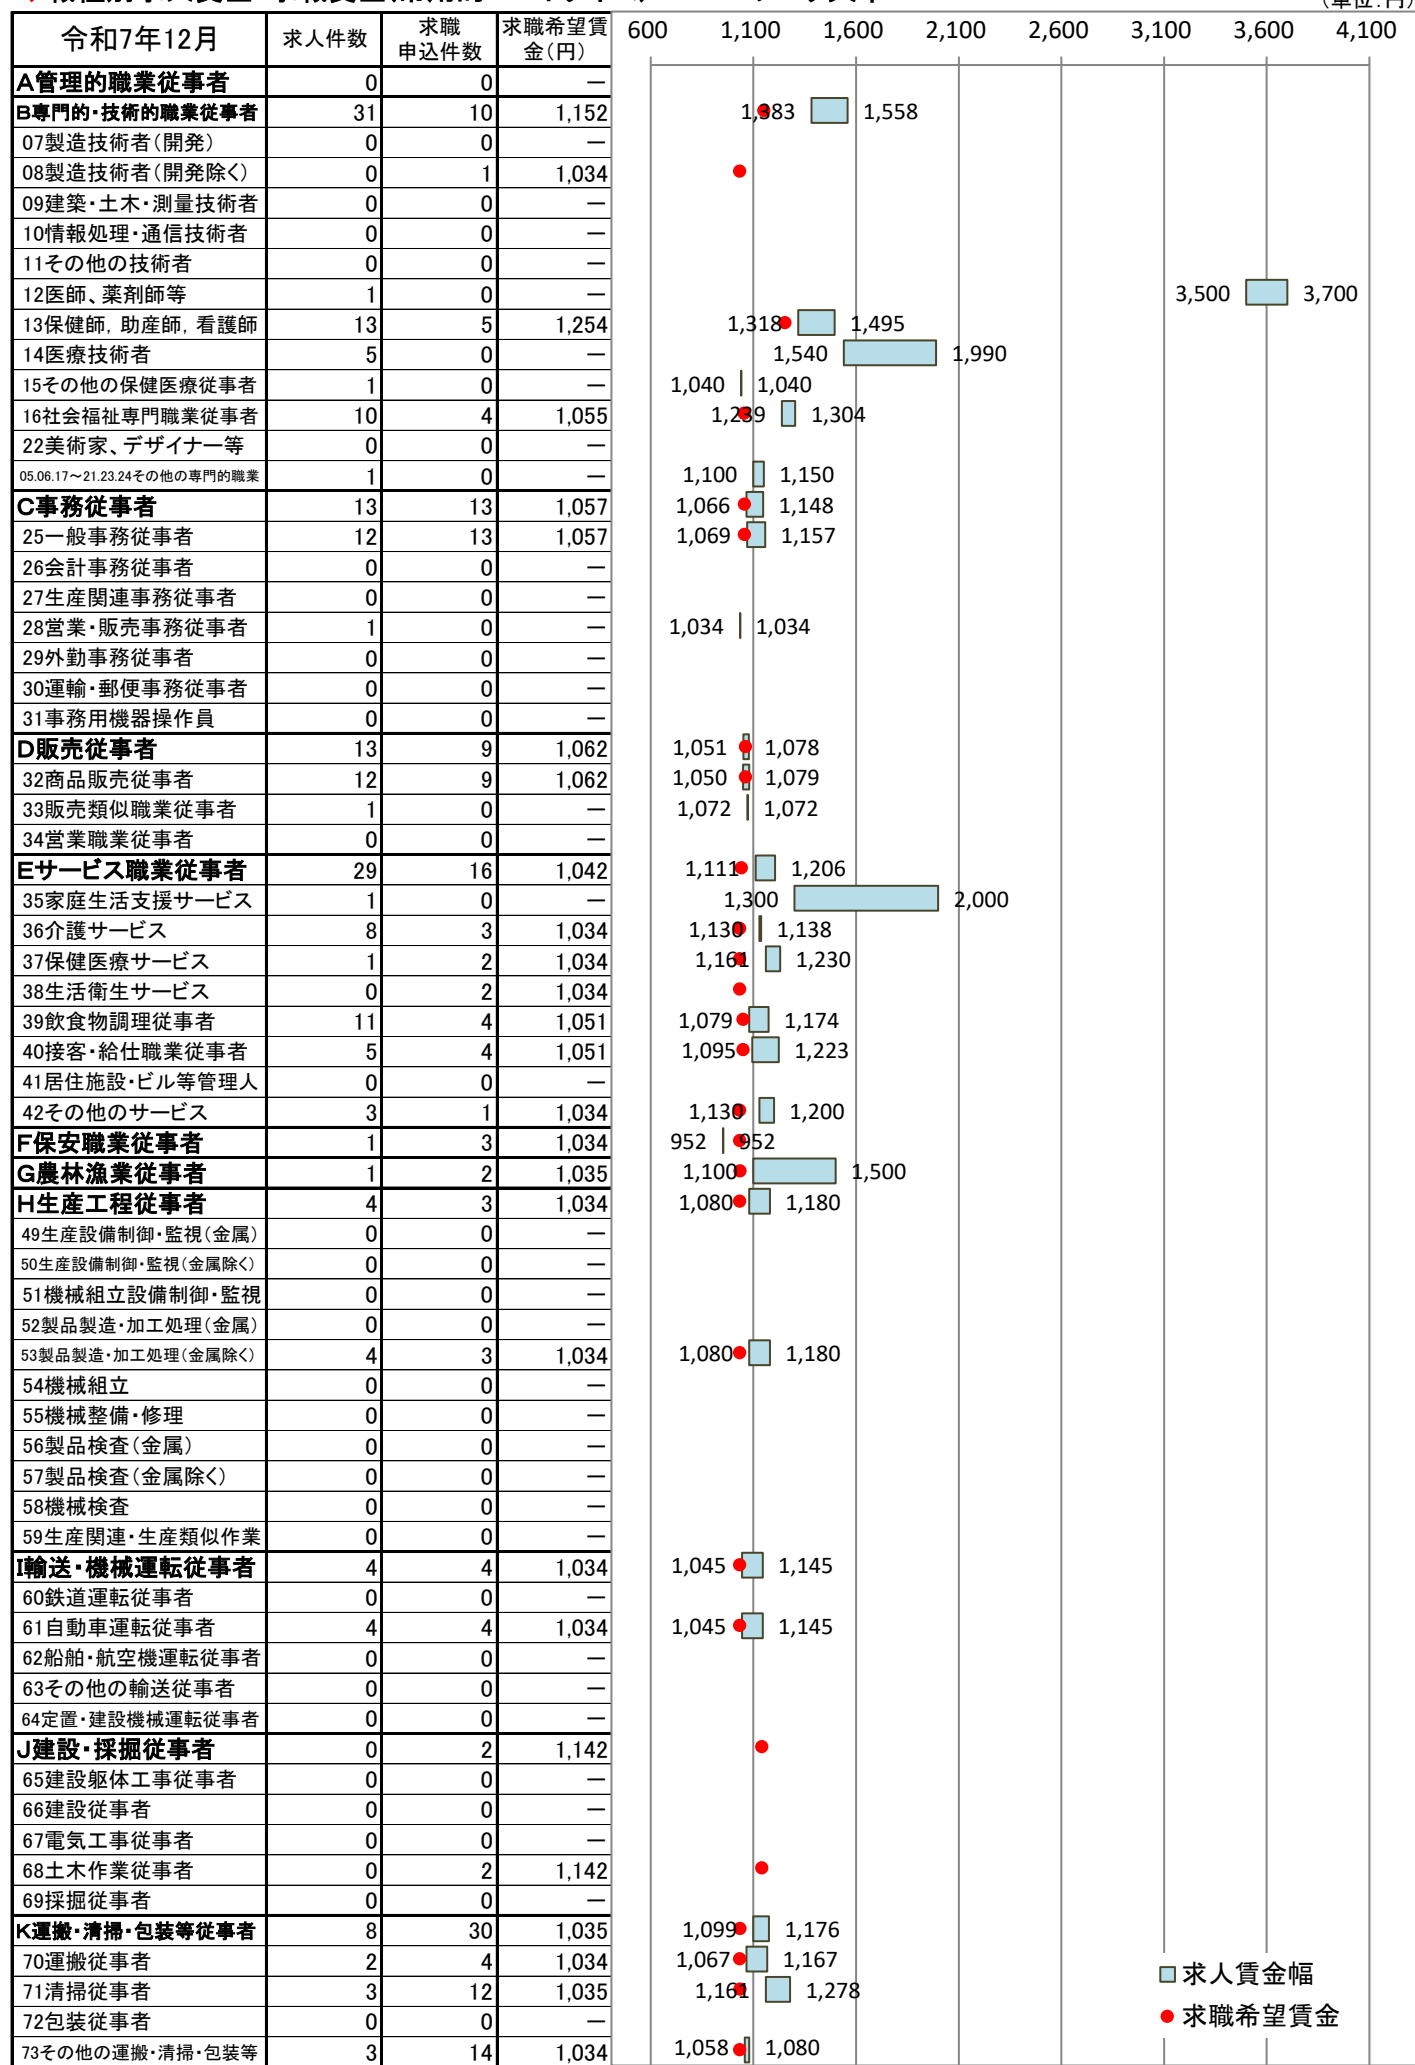 (単位:円)
令和7年12月 求人件数 求職申込件数 求職希望賃金(円) 600 1,100 1,600 2,100 2,600 3,100 3,600 4,100
A管理的職業従事者 0 0 ―
B専門的・技術的職業従事者 31 10 1,152 1,383 1,558
07製造技術者(開発) 0 0 ―
08製造技術者(開発除く) 0 1 1,034
09建築・土木・測量技術者 0 0 ―
10情報処理・通信技術者 0 0 ―
11その他の技術者 0 0 ―
12医師、薬剤師等 1 0 ― 3,500 3,700
13保健師, 助産師, 看護師 13 5 1,254 1,318 1,495
14医療技術者 5 0 ― 1,540 1,990
15その他の保健医療従事者 1 0 ― 1,040 1,040
16社会福祉専門職業従事者 10 4 1,055 1,239 1,304
22美術家、デザイナー等 0 0 ―
05.06.17～21.23.24その他の専門的職業 1 0 ― 1,100 1,150
C事務従事者 13 13 1,057 1,066 1,148
25一般事務従事者 12 13 1,057 1,069 1,157
26会計事務従事者 0 0 ―
27生産関連事務従事者 0 0 ―
28営業・販売事務従事者 1 0 ― 1,034 1,034
29外勤事務従事者 0 0 ―
30運輸・郵便事務従事者 0 0 ―
31事務用機器操作員 0 0 ―
D販売従事者 13 9 1,062 1,051 1,078
32商品販売従事者 12 9 1,062 1,050 1,079
33販売類似職業従事者 1 0 ― 1,072 1,072
34営業職業従事者 0 0 ―
Eサービス職業従事者 29 16 1,042 1,111 1,206
35家庭生活支援サービス 1 0 ― 1,300 2,000
36介護サービス 8 3 1,034 1,130 1,138
37保健医療サービス 1 2 1,034 1,161 1,230
38生活衛生サービス 0 2 1,034
39飲食物調理従事者 11 4 1,051 1,079 1,174
40接客・給仕職業従事者 5 4 1,051 1,095 1,223
41居住施設・ビル等管理人 0 0 ―
42その他のサービス 3 1 1,034 1,130 1,200
F保安職業従事者 1 3 1,034 952 952
G農林漁業従事者 1 2 1,035 1,100 1,500
H生産工程従事者 4 3 1,034 1,080 1,180
49生産設備制御・監視(金属) 0 0 ―
50生産設備制御・監視(金属除く) 0 0 ―
51機械組立設備制御・監視 0 0 ―
52製品製造・加工処理(金属) 0 0 ―
53製品製造・加工処理(金属除く) 4 3 1,034 1,080 1,180
54機械組立 0 0 ―
55機械整備・修理 0 0 ―
56製品検査(金属) 0 0 ―
57製品検査(金属除く) 0 0 ―
58機械検査 0 0 ―
59生産関連・生産類似作業 0 0 ―
I輸送・機械運転従事者 4 4 1,034 1,045 1,145
60鉄道運転従事者 0 0 ―
61自動車運転従事者 4 4 1,034 1,045 1,145
62船舶・航空機運転従事者 0 0 ―
63その他の輸送従事者 0 0 ―
64定置・建設機械運転従事者 0 0 ―
J建設・採掘従事者 0 2 1,142
65建設躯体工事従事者 0 0 ―
66建設従事者 0 0 ―
67電気工事従事者 0 0 ―
68土木作業従事者 0 2 1,142
69採掘従事者 0 0 ―
K運搬・清掃・包装等従事者 8 30 1,035 1,099 1,176
70運搬従事者 2 4 1,034 1,067 1,167
71清掃従事者 3 12 1,035 1,161 1,278
72包装従事者 0 0 ―
73その他の運搬・清掃・包装等 3 14 1,034 1,058 1,080
求人賃金幅
求職希望賃金